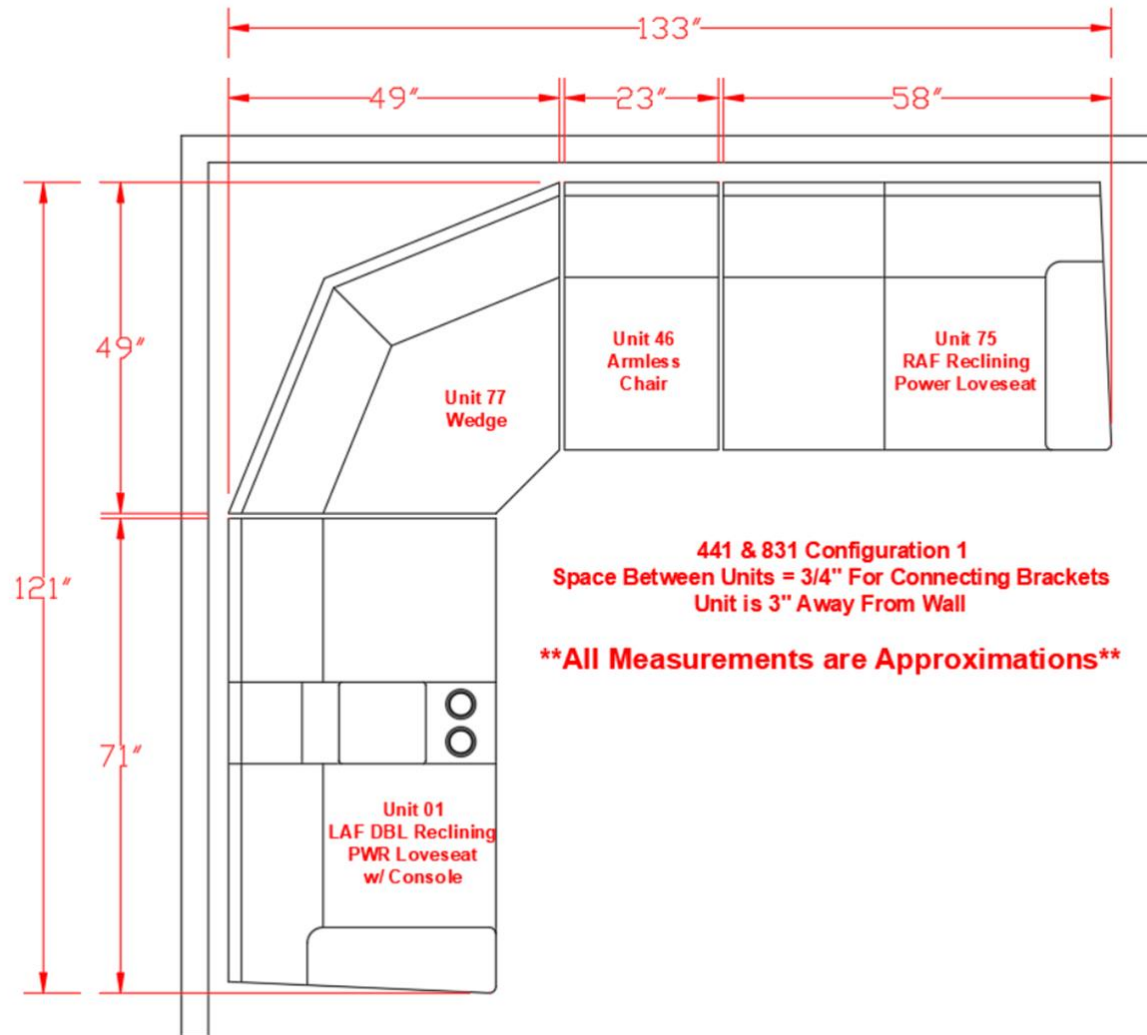 133"
49"
23"
58"
49"
121"
71"
Unit 77
Wedge
Unit 46
Armless
Chair
Unit 75
RAF Reclining
Power Loveseat
441 & 831 Configuration 1
Space Between Units = 3/4" For Connecting Brackets
Unit is 3" Away From Wall
**All Measurements are Approximations**
Unit 01
LAF DBL Reclining
PWR Loveseat
w/ Console